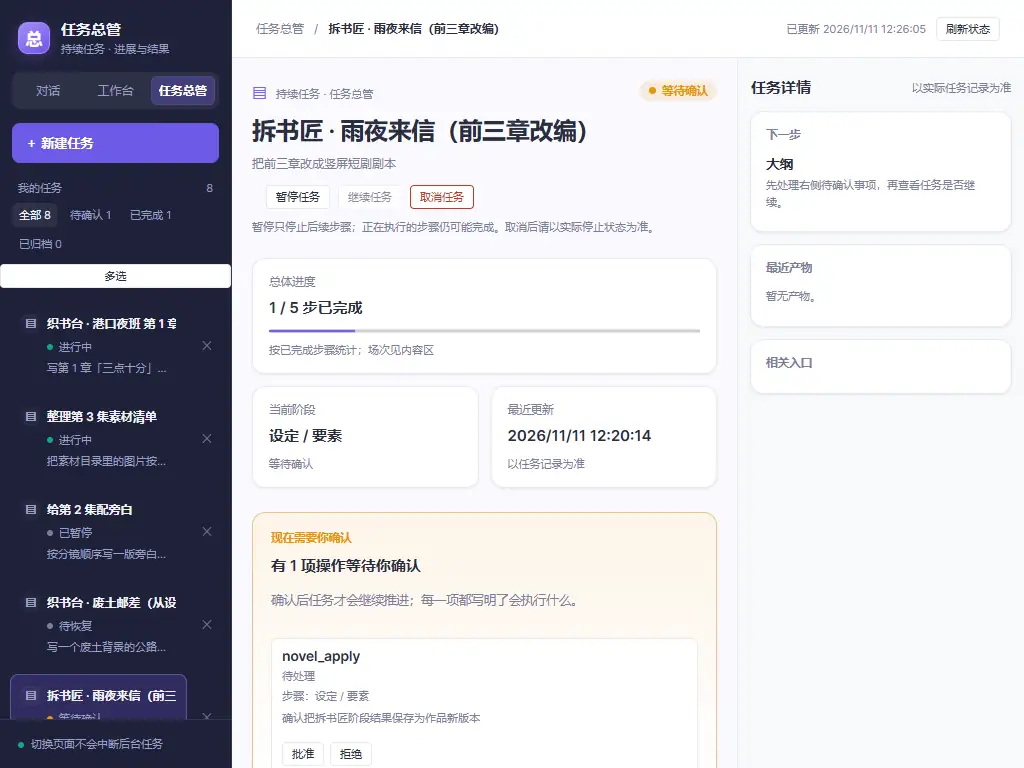 总
任务总管
持续任务 · 进展与结果
对话
工作台
任务总管
+ 新建任务
我的任务
8
全部 8
待确认 1
已完成 1
已归档 0
多选
织书台 · 港口夜班 第 1 章
进行中
写第 1 章「三点十分」...
整理第 3 集素材清单
进行中
把素材目录里的图片按...
给第 2 集配旁白
已暂停
按分镜顺序写一版旁白...
织书台 · 废土邮差（从设
待恢复
写一个废土背景的公路...
拆书匠 · 雨夜来信（前三
等待确认
切换页面不会中断后台任务
任务总管 / 拆书匠 · 雨夜来信（前三章改编）
已更新 2026/11/11 12:26:05
刷新状态
持续任务 · 任务总管
等待确认
拆书匠 · 雨夜来信（前三章改编）
把前三章改成竖屏短剧剧本
暂停任务
继续任务
取消任务
暂停只停止后续步骤；正在执行的步骤仍可能完成。取消后请以实际停止状态为准。
总体进度
1 / 5 步已完成
按已完成步骤统计；场次见内容区
当前阶段
设定 / 要素
等待确认
最近更新
2026/11/11 12:20:14
以任务记录为准
现在需要你确认
有 1 项操作等待你确认
确认后任务才会继续推进；每一项都写明了会执行什么。
novel_apply
待处理
步骤：设定 / 要素
确认把拆书匠阶段结果保存为作品新版本
批准
拒绝
任务详情
以实际任务记录为准
下一步
大纲
先处理右侧待确认事项，再查看任务是否继
续。
最近产物
暂无产物。
相关入口